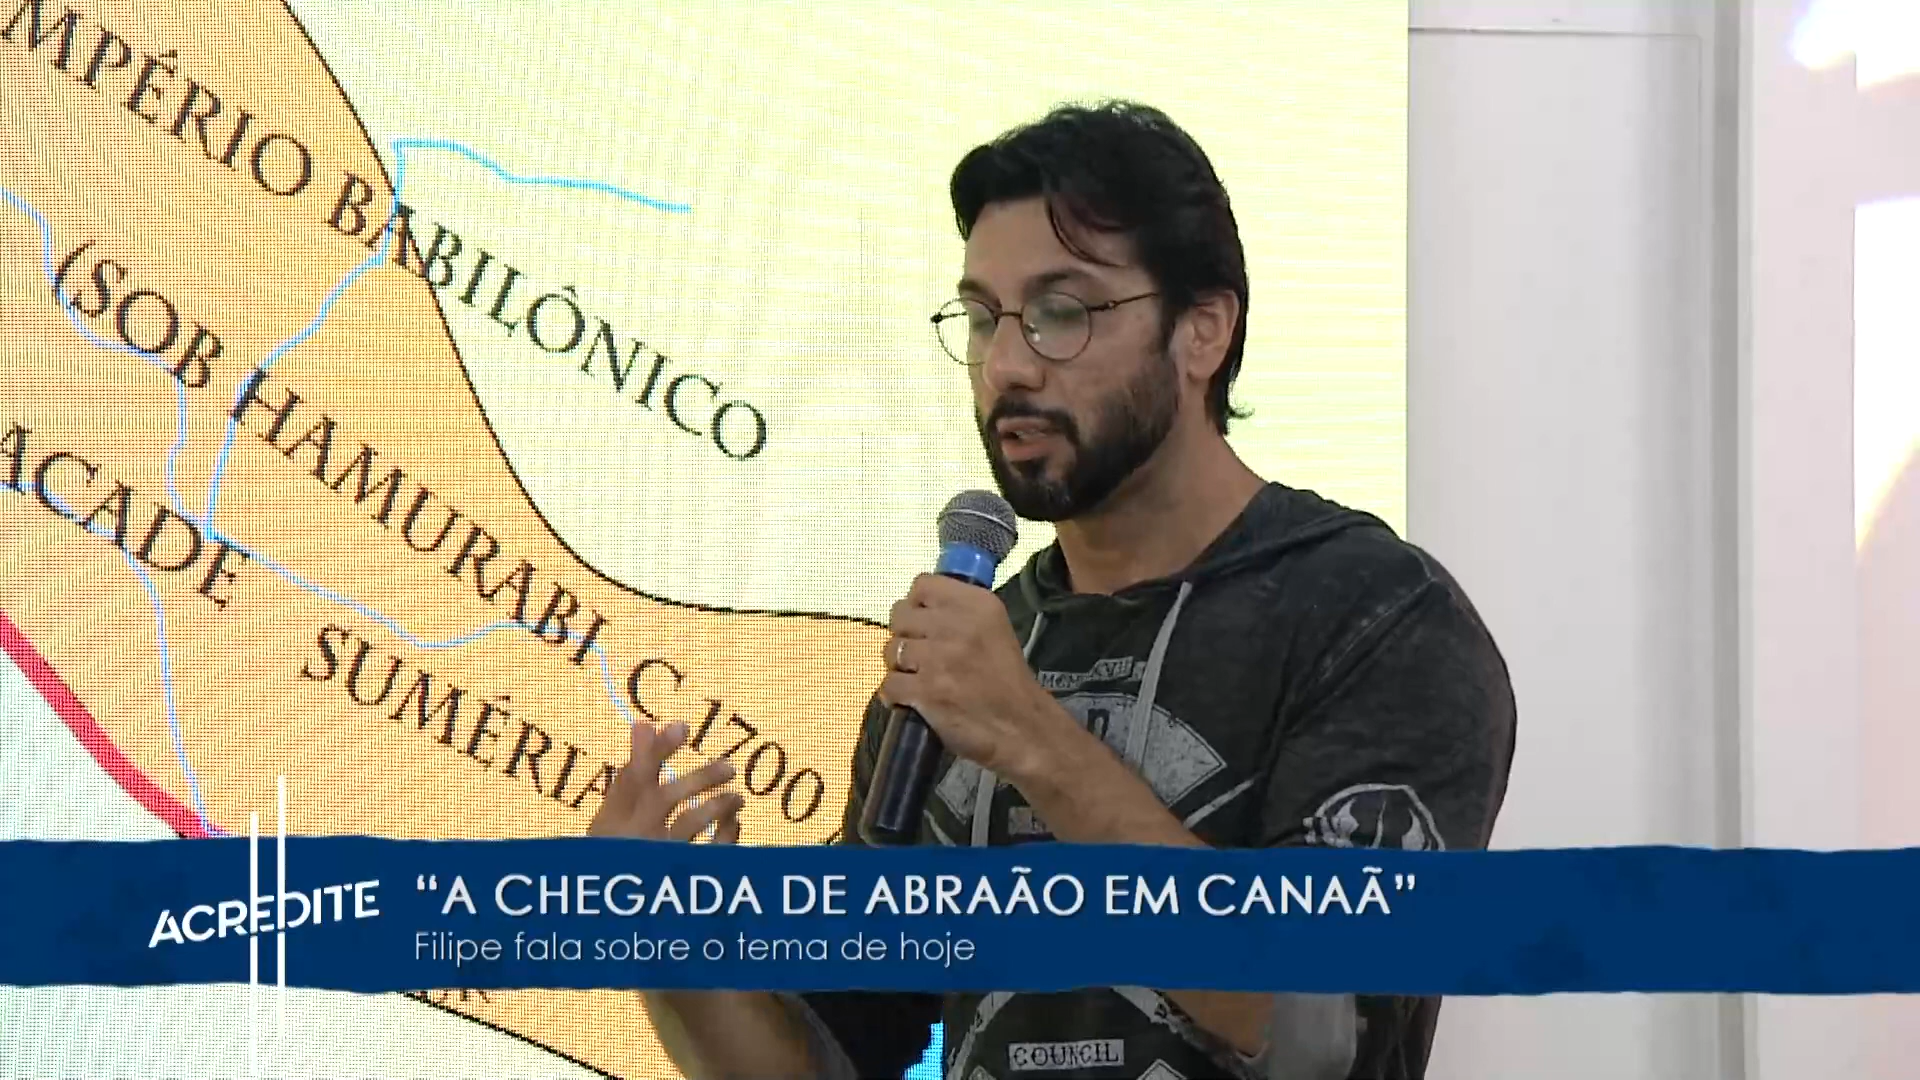 MPÉRIO BABILÔNICO
(SOB HAMURABI C 1700
ACADE
SUMÉRIA
COUNCIL
ACREDITE
“A CHEGADA DE ABRAÃO EM CANAÃ”
Filipe fala sobre o tema de hoje